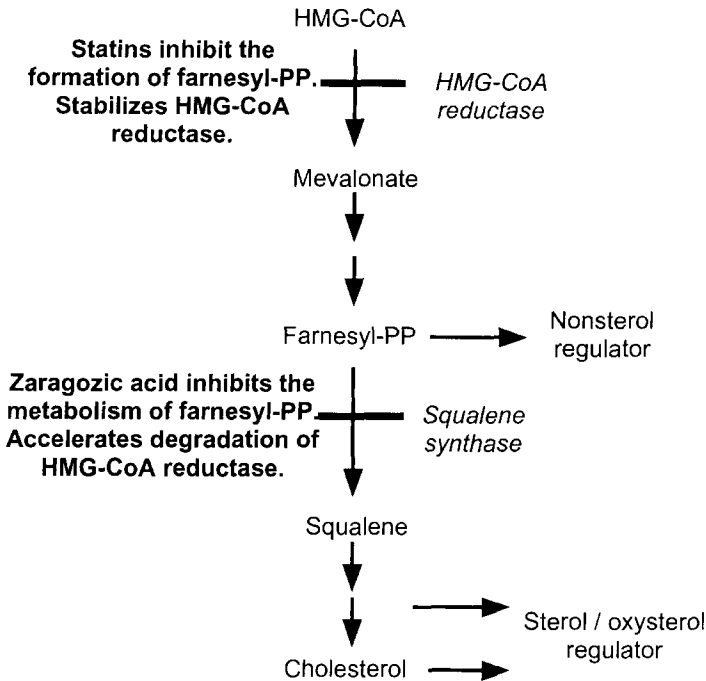 HMG-CoA
Statins inhibit the
formation of farnesyl-PP.
Stabilizes HMG-CoA
reductase.
HMG-CoA
reductase
Mevalonate
Farnesyl-PP
Nonsterol
regulator
Zaragozic acid inhibits the
metabolism of farnesyl-PP.
Accelerates degradation of
HMG-CoA reductase.
Squalene
synthase
Squalene
Sterol / oxysterol
regulator
Cholesterol